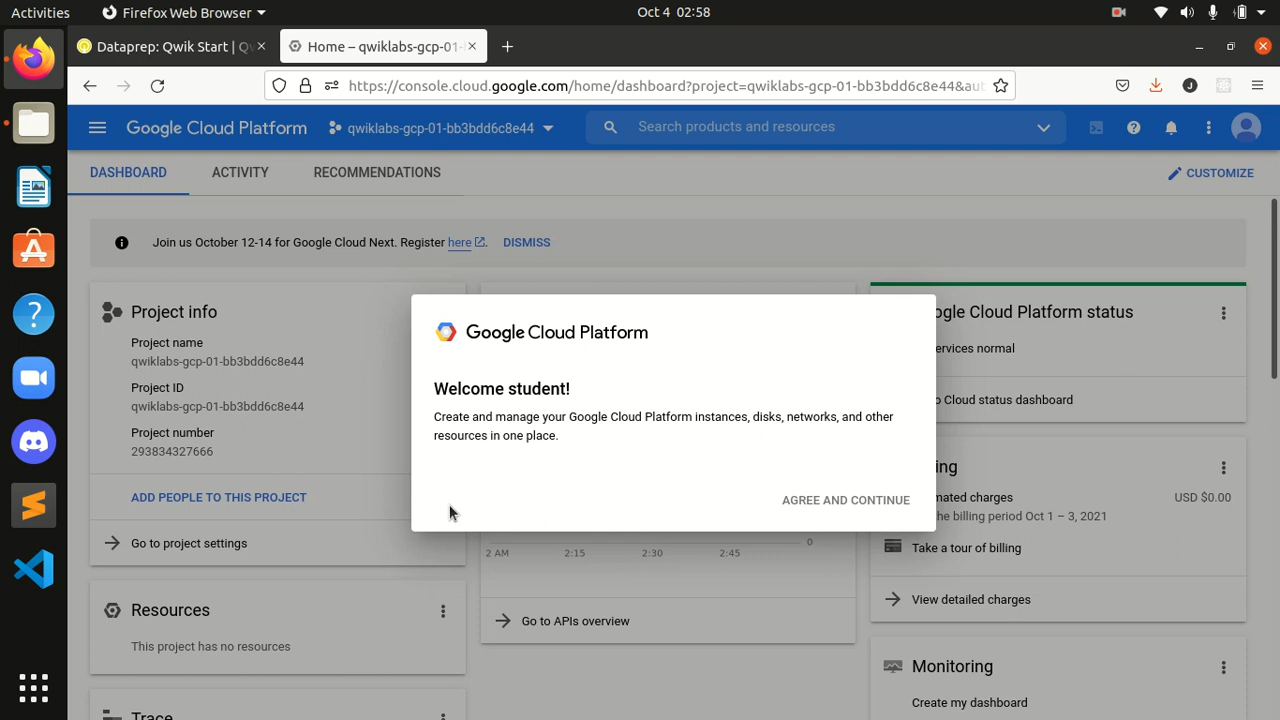 Activities
Firefox Web Browser
Oct 4 02:58
Dataprep: Qwik Start | Q
Home – qwiklabs-gcp-01-
https://console.cloud.google.com/home/dashboard?project=qwiklabs-gcp-01-bb3bdd6c8e44&aut
Google Cloud Platform
qwiklabs-gcp-01-bb3bdd6c8e44
Search products and resources
DASHBOARD
ACTIVITY
RECOMMENDATIONS
CUSTOMIZE
Join us October 12-14 for Google Cloud Next. Register here.
DISMISS
Project info
Project name
qwiklabs-gcp-01-bb3bdd6c8e44
Project ID
qwiklabs-gcp-01-bb3bdd6c8e44
Project number
293834327666
ADD PEOPLE TO THIS PROJECT
Go to project settings
Resources
This project has no resources
Trace
Google Cloud Platform
Welcome student!
Create and manage your Google Cloud Platform instances, disks, networks, and other
resources in one place.
AGREE AND CONTINUE
0
2 AM 2:15 2:30 2:45
Go to APIs overview
ogle Cloud Platform status
ervices normal
o Cloud status dashboard
ing
mated charges
USD $0.00
he billing period Oct 1 – 3, 2021
Take a tour of billing
View detailed charges
Monitoring
Create my dashboard